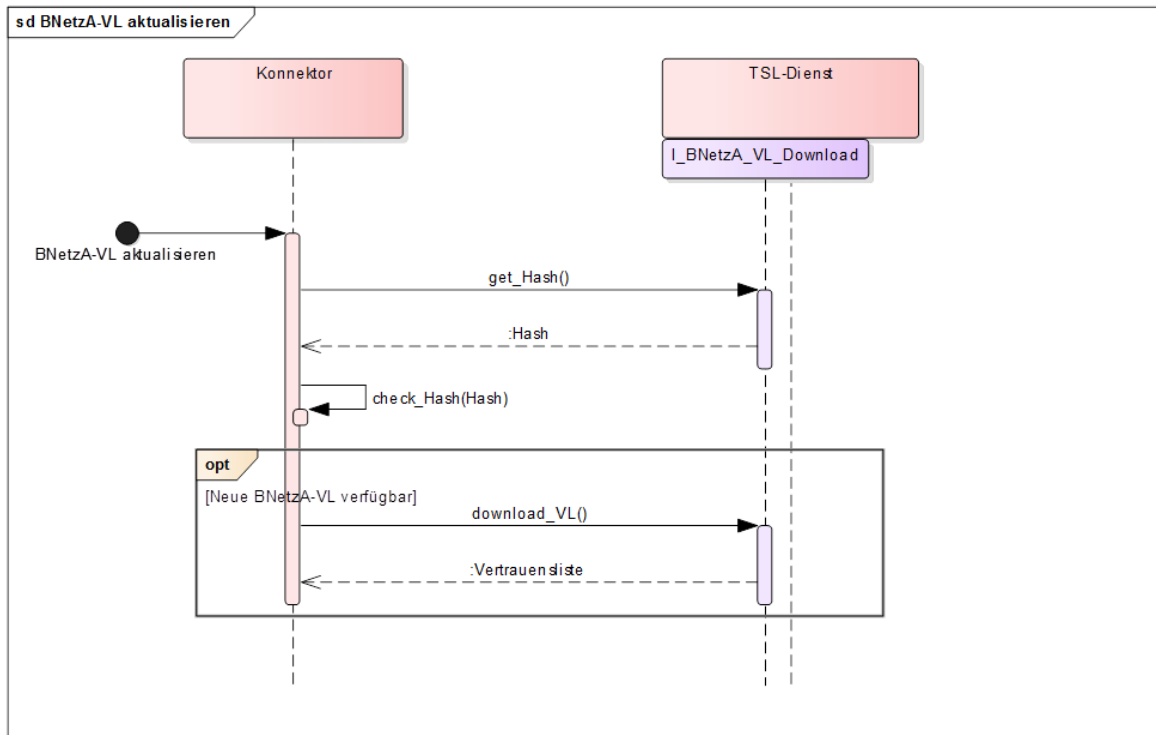 sd BNetzA-VL aktualisieren
Konnektor
TSL-Dienst
I_BNetzA_VL_Download
BNetzA-VL aktualisieren
get_Hash()
:Hash
check_Hash(Hash)
opt
[Neue BNetzA-VL verfügbar]
download_VL()
:Vertrauensliste